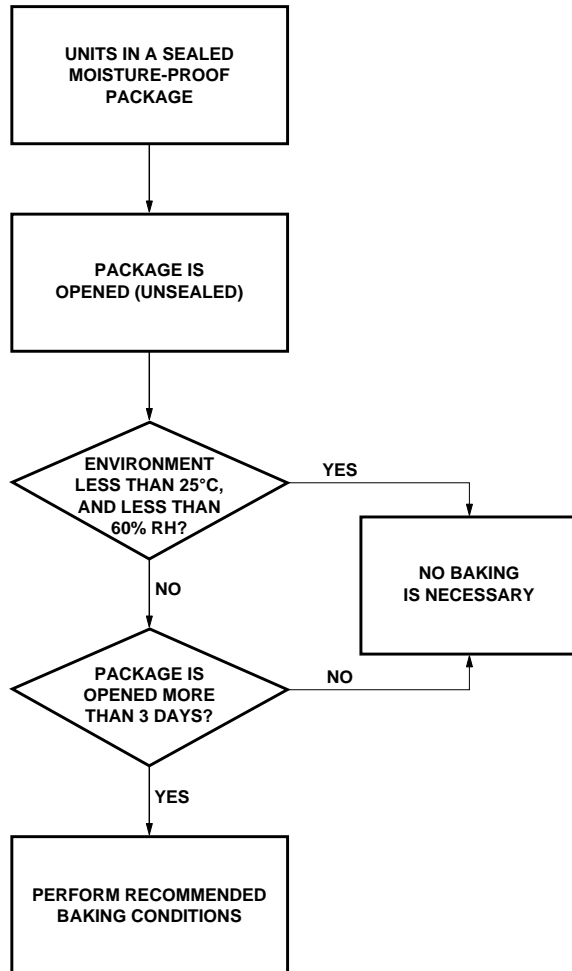 UNITS IN A SEALED
MOISTURE-PROOF
PACKAGE
PACKAGE IS
OPENED (UNSEALED)
ENVIRONMENT
LESS THAN 25°C,
AND LESS THAN
60% RH?
YES
NO BAKING
IS NECESSARY
NO
PACKAGE IS
OPENED MORE
THAN 3 DAYS?
NO
YES
PERFORM RECOMMENDED
BAKING CONDITIONS